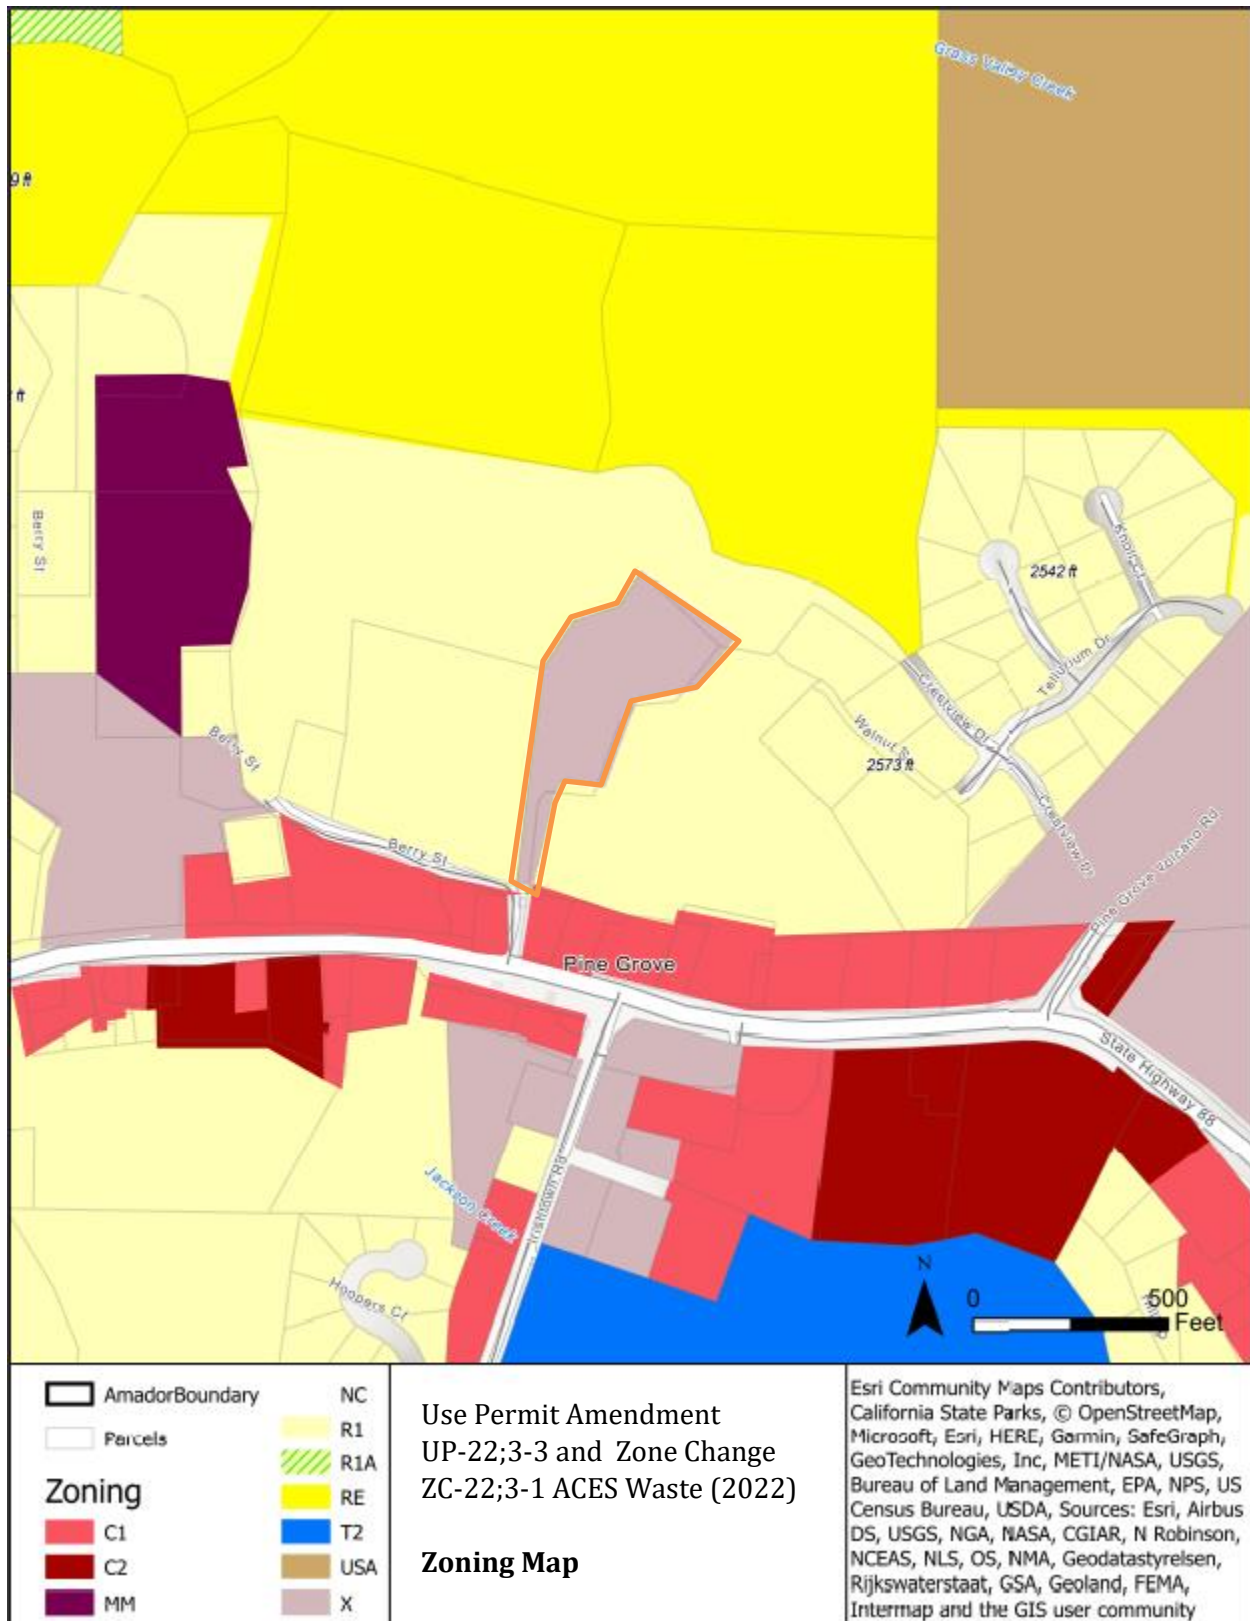 Grass Valley Creek
9 ft
ft
Berry St
Knoll Ct
2542 ft
Tellurium Dr
Crestview Dr
Walnut St
2573 ft
Berry St
Crestview Dr
Pine Grove Volcano Rd
Berry St
Pine Grove
State Highway 88
Irishtown Rd
Jackson Creek
Hoopers Ct
N
0 500
Feet
AmadorBoundary
Parcels
Zoning
C1
C2
MM
NC
R1
R1A
RE
T2
USA
X
Use Permit Amendment
UP-22;3-3 and Zone Change
ZC-22;3-1 ACES Waste (2022)
Zoning Map
Esri Community Maps Contributors,
California State Parks, © OpenStreetMap,
Microsoft, Esri, HERE, Garmin, SafeGraph,
GeoTechnologies, Inc, METI/NASA, USGS,
Bureau of Land Management, EPA, NPS, US
Census Bureau, USDA, Sources: Esri, Airbus
DS, USGS, NGA, NASA, CGIAR, N Robinson,
NCEAS, NLS, OS, NMA, Geodatastyrelsen,
Rijkswaterstaat, GSA, Geoland, FEMA,
Intermap and the GIS user community